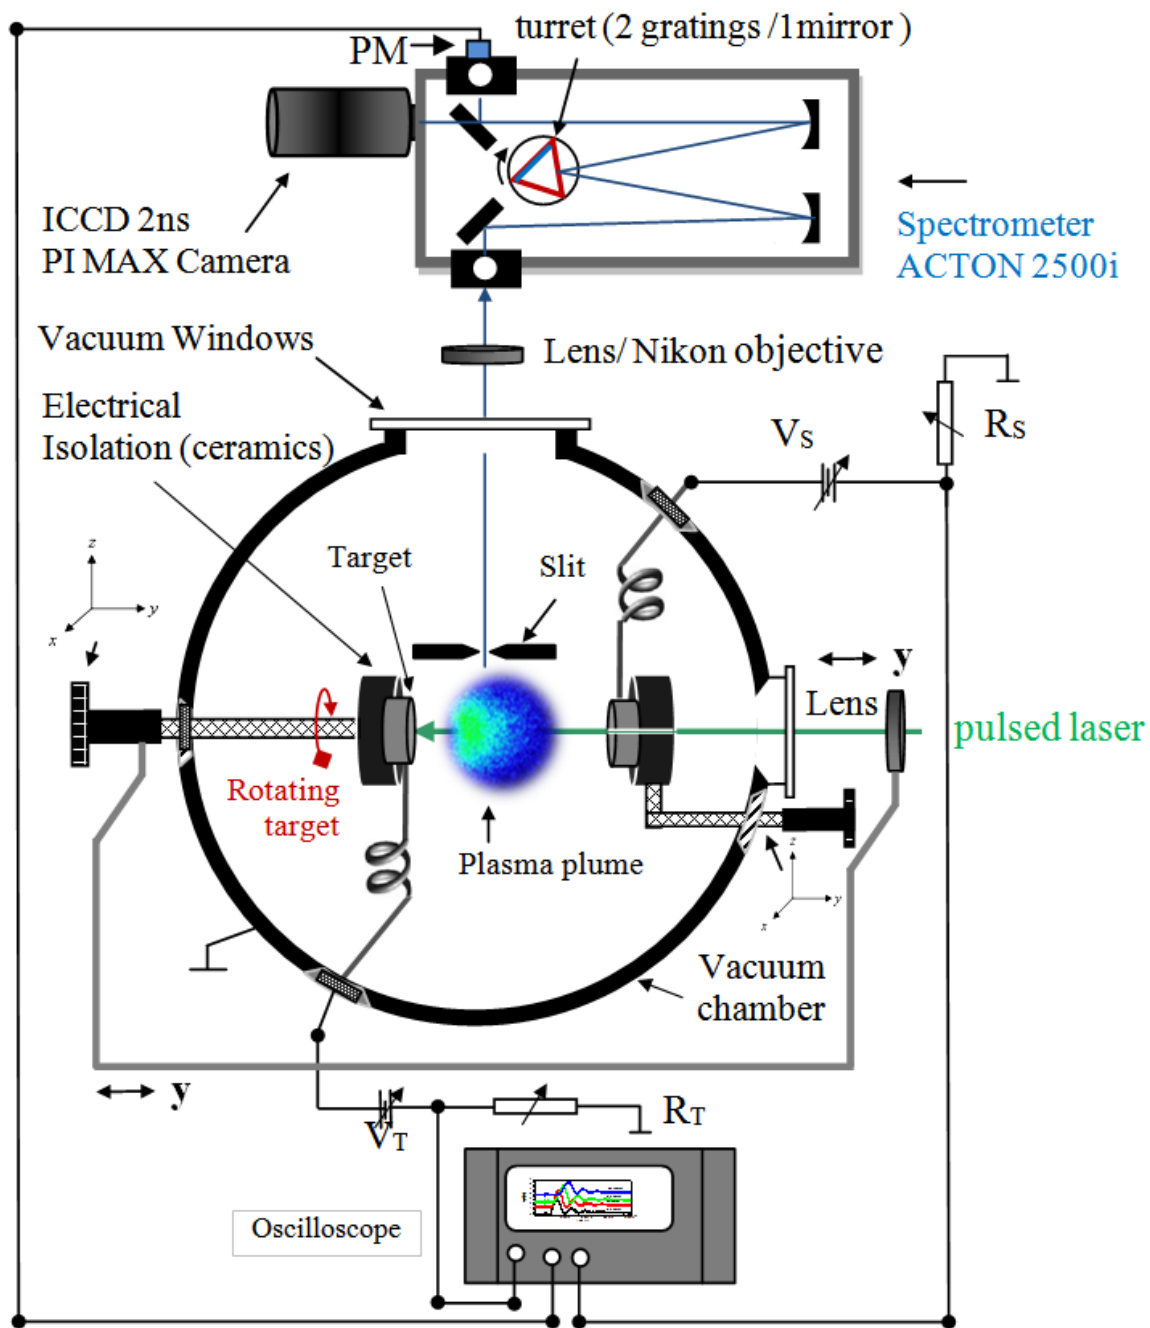 turret (2 gratings /1mirror )
PM
ICCD 2ns
PI MAX Camera
Spectrometer
ACTON 2500i
Vacuum Windows
Lens/ Nikon objective
Electrical
Isolation (ceramics)
VS
RS
Target
Slit
z
y
x
y
Lens
pulsed laser
Rotating
target
Plasma plume
z
y
x
Vacuum
chamber
y
VT
RT
Oscilloscope